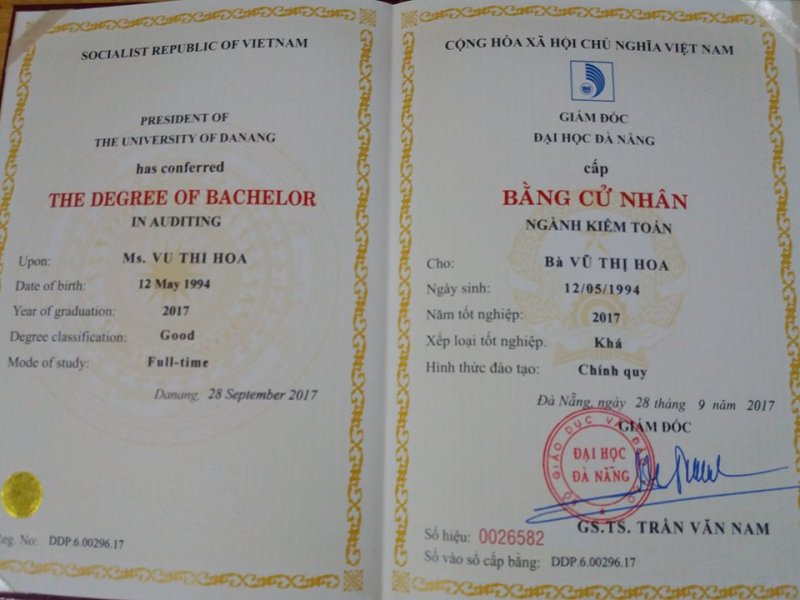 SOCIALIST REPUBLIC OF VIETNAM
PRESIDENT OF
THE UNIVERSITY OF DANANG
has conferred
THE DEGREE OF BACHELOR
IN AUDITING
Upon: Ms. VU THI HOA
Date of birth: 12 May 1994
Year of graduation: 2017
Degree classification: Good
Mode of study: Full-time
Danang, 28 September 2017
Reg. No: DDP.6.00296.17
CỘNG HÒA XÃ HỘI CHỦ NGHĨA VIỆT NAM
GIÁM ĐỐC
ĐẠI HỌC ĐÀ NẴNG
cấp
BẰNG CỬ NHÂN
NGÀNH KIỂM TOÁN
Cho: Bà VŨ THỊ HOA
Ngày sinh: 12/05/1994
Năm tốt nghiệp: 2017
Xếp loại tốt nghiệp. Khá
Hình thức đào tạo: Chính quy
Đà Nẵng, ngày 28 tháng 9 năm 2017
GIÁM ĐỐC
BỘ GIÁO DỤC VÀ ĐÀO TẠO
ĐẠI HỌC
ĐÀ NẴNG
GS.TS. TRẦN VĂN NAM
Số hiệu: 0026582
Số vào sổ cấp bằng: DDP.6.00296.17